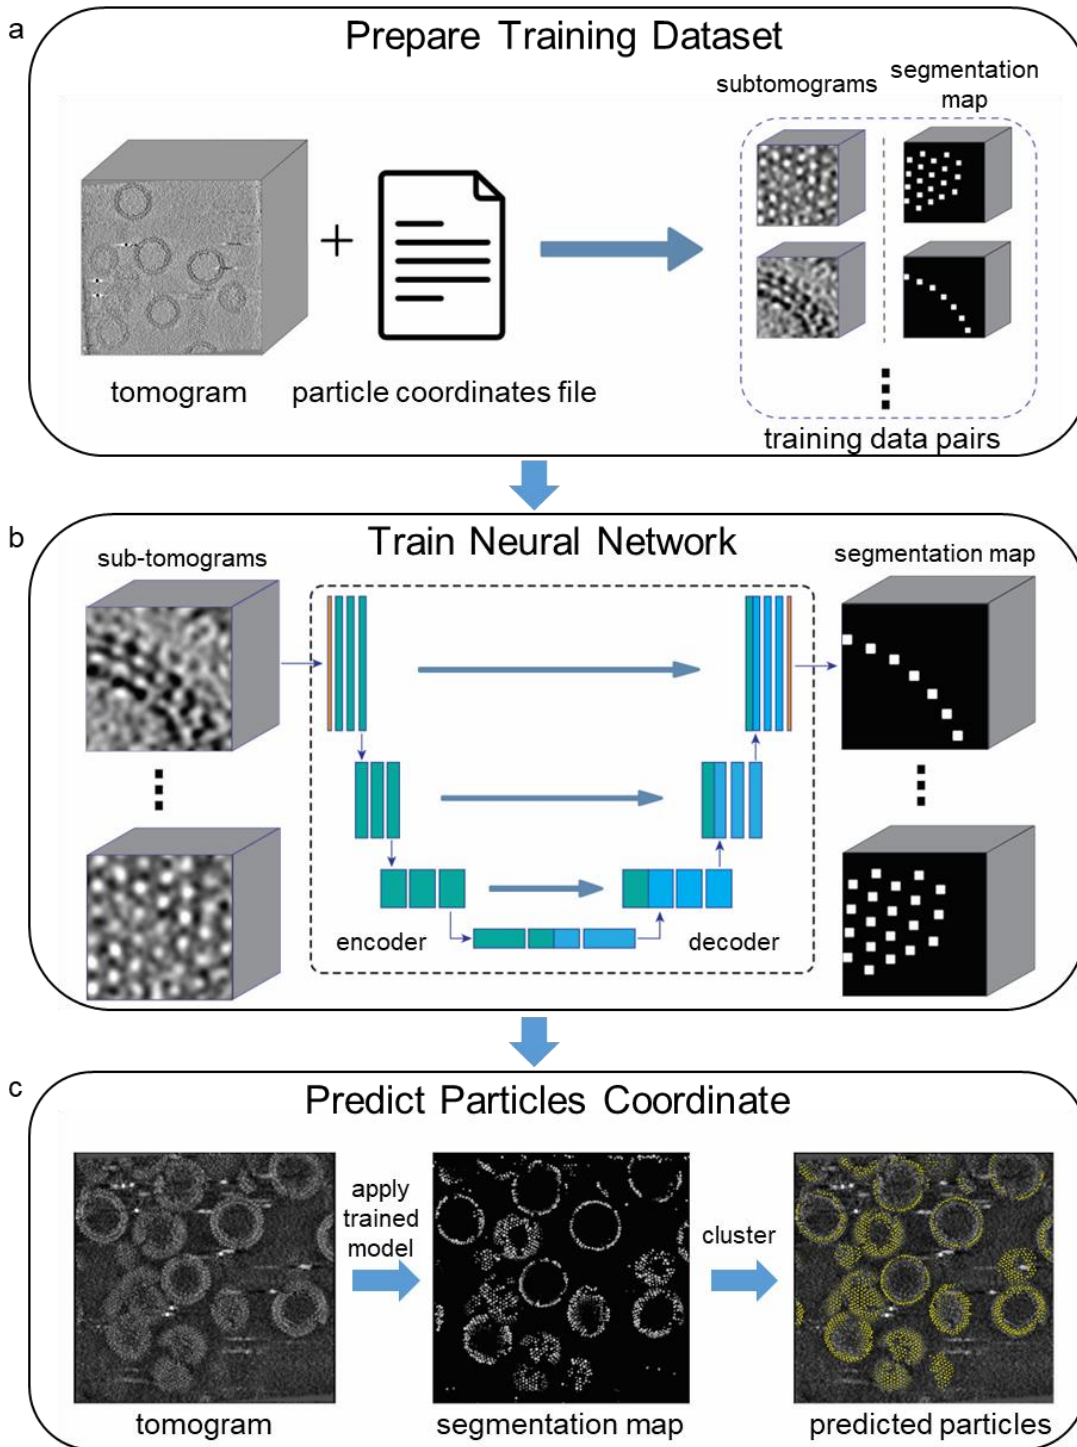 a
Prepare Training Dataset
subtomograms
segmentation
map
tomogram
particle coordinates file
training data pairs
b
Train Neural Network
sub-tomograms
segmentation map
encoder
decoder
c
Predict Particles Coordinate
apply
trained
model
cluster
tomogram
segmentation map
predicted particles